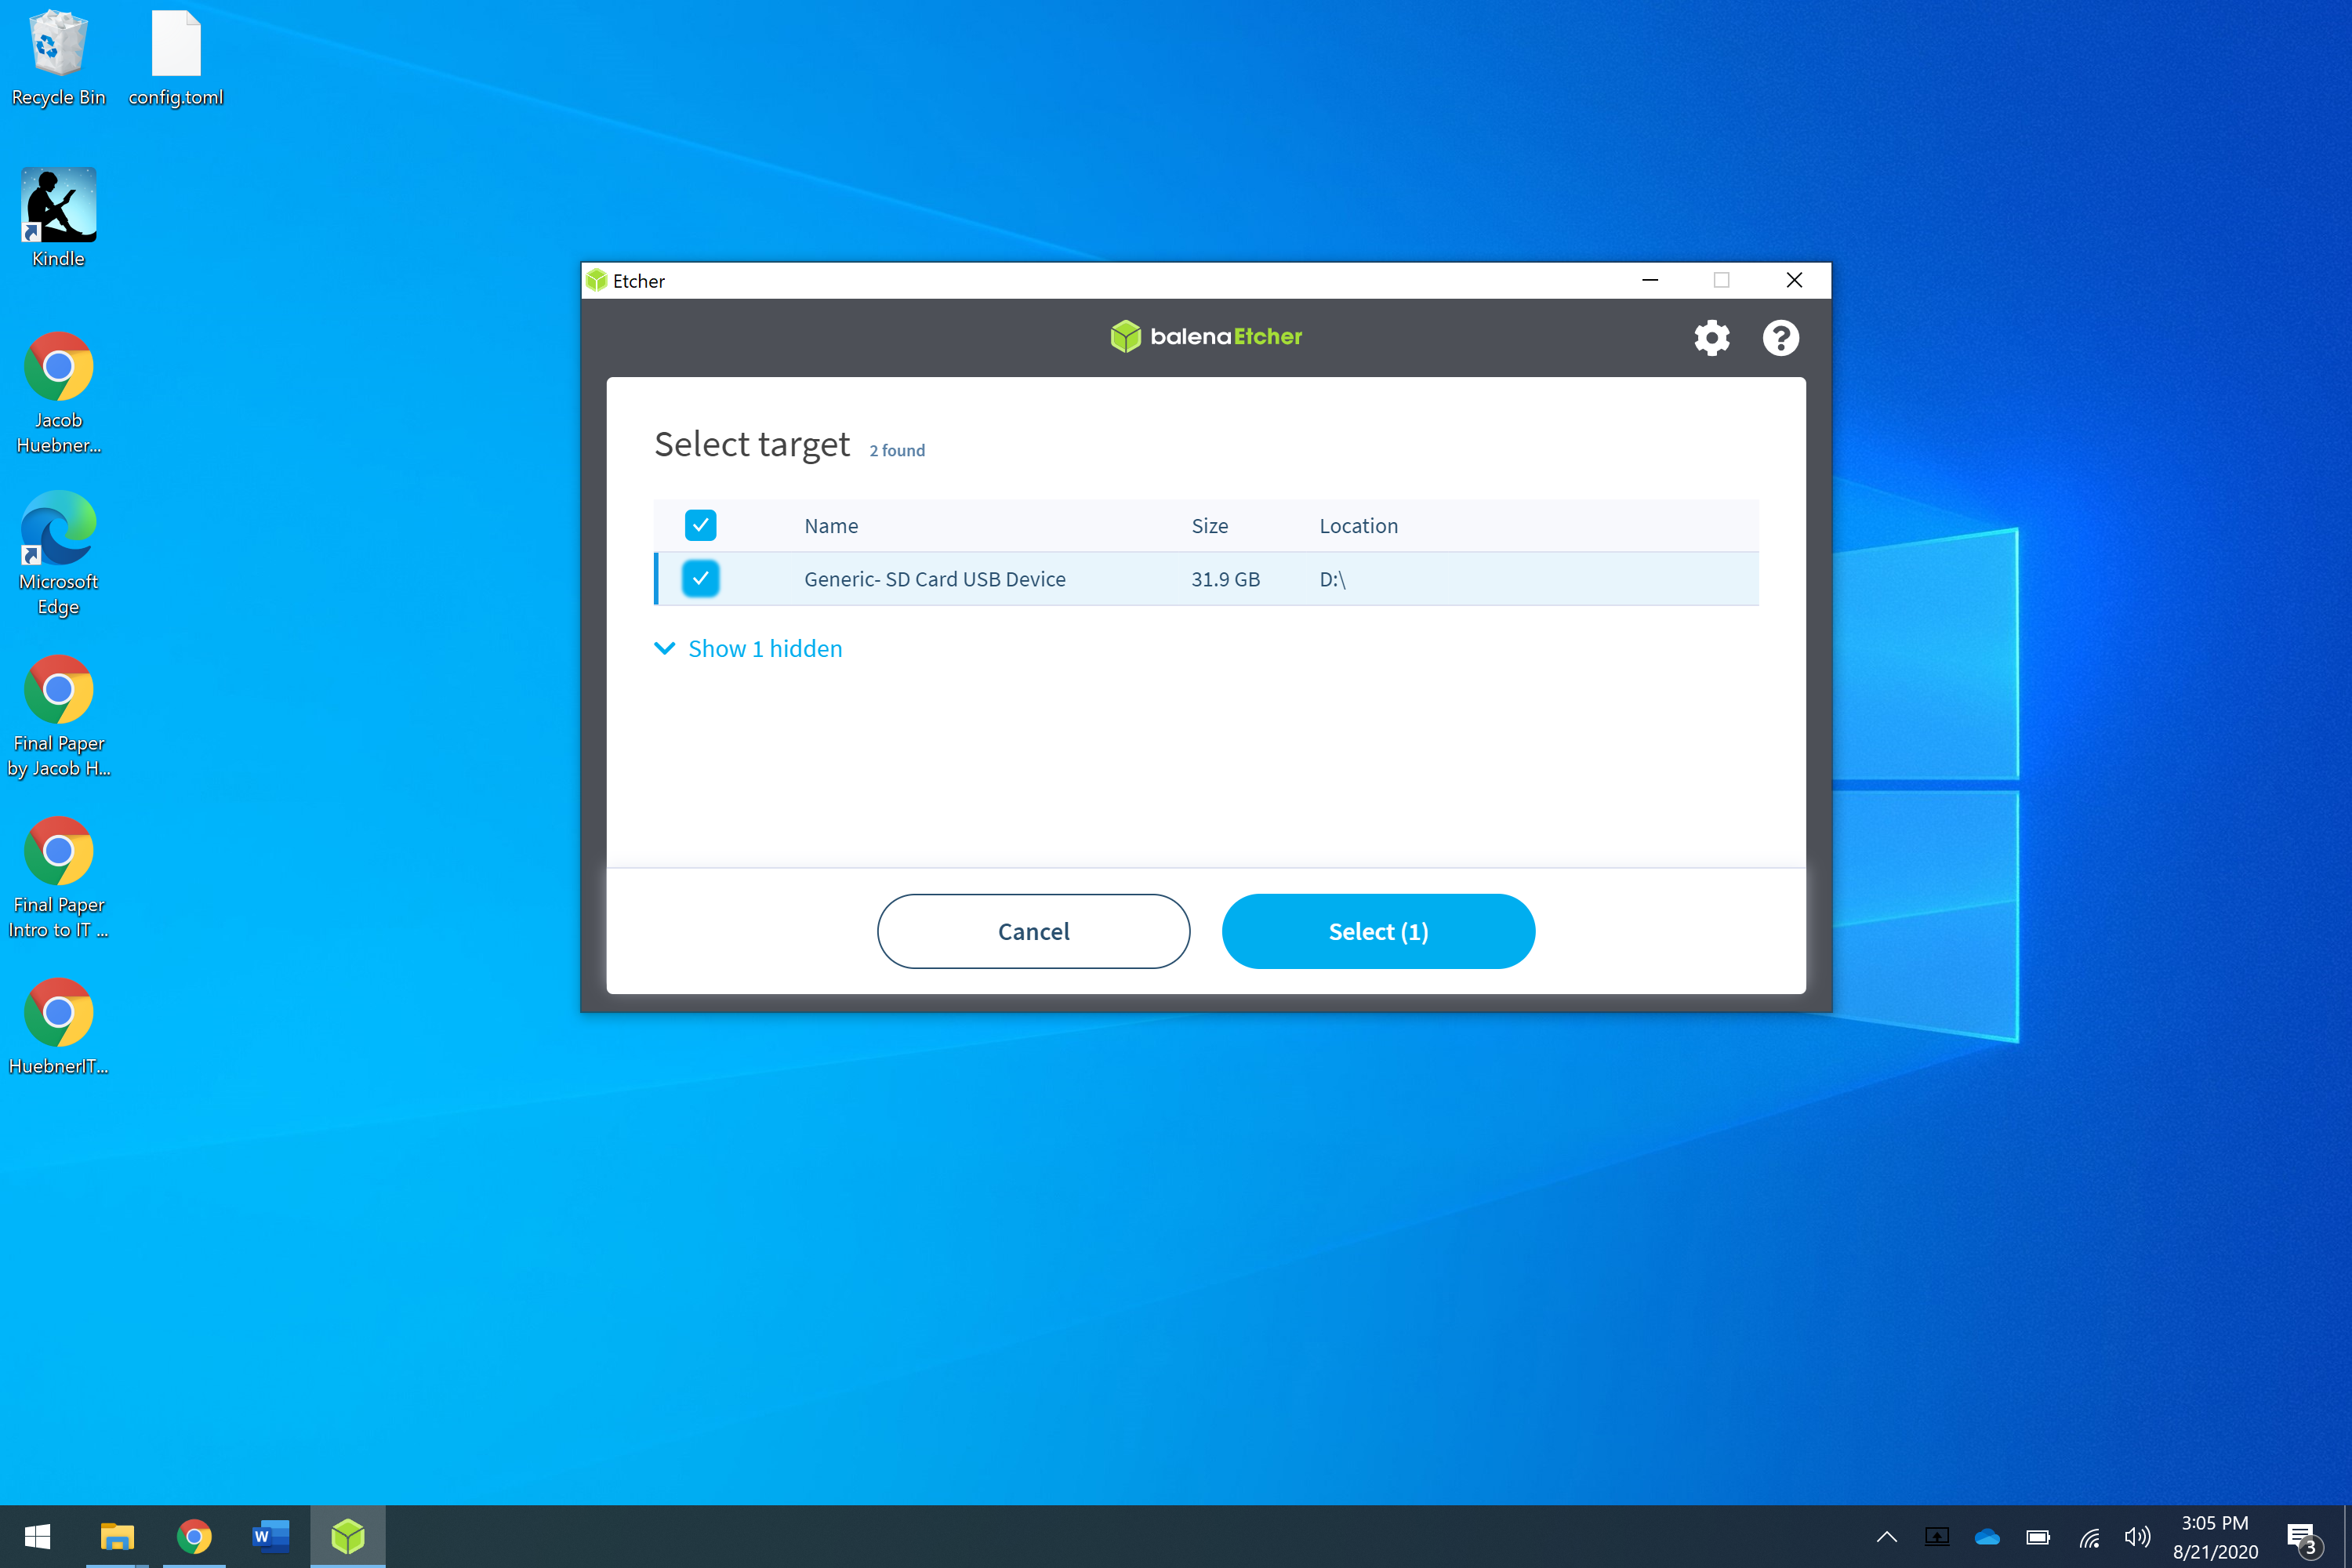 Recycle Bin
config.toml
Kindle
Jacob
Huebner...
Microsoft
Edge
Final Paper
by Jacob H...
Final Paper
Intro to IT ...
HuebnerIT...
Etcher
balenaEtcher
Select target 2 found
Name Size Location
Generic- SD Card USB Device 31.9 GB D:\
Show 1 hidden
Cancel Select (1)
W
3:05 PM
8/21/2020
3